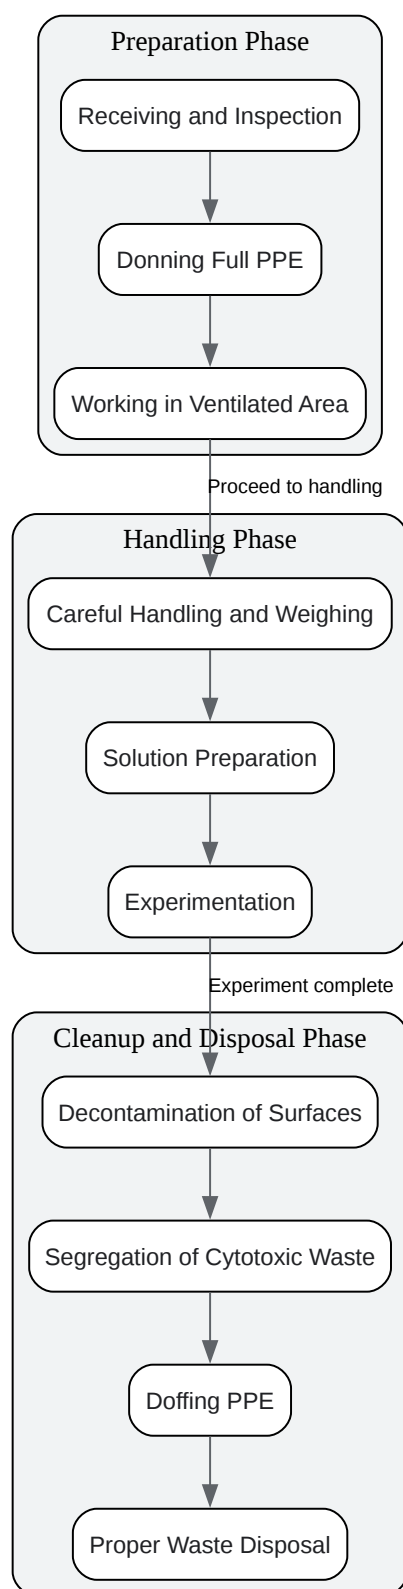 Preparation Phase
Receiving and Inspection
Donning Full PPE
Working in Ventilated Area
Proceed to handling
Handling Phase
Careful Handling and Weighing
Solution Preparation
Experimentation
Experiment complete
Cleanup and Disposal Phase
Decontamination of Surfaces
Segregation of Cytotoxic Waste
Doffing PPE
Proper Waste Disposal